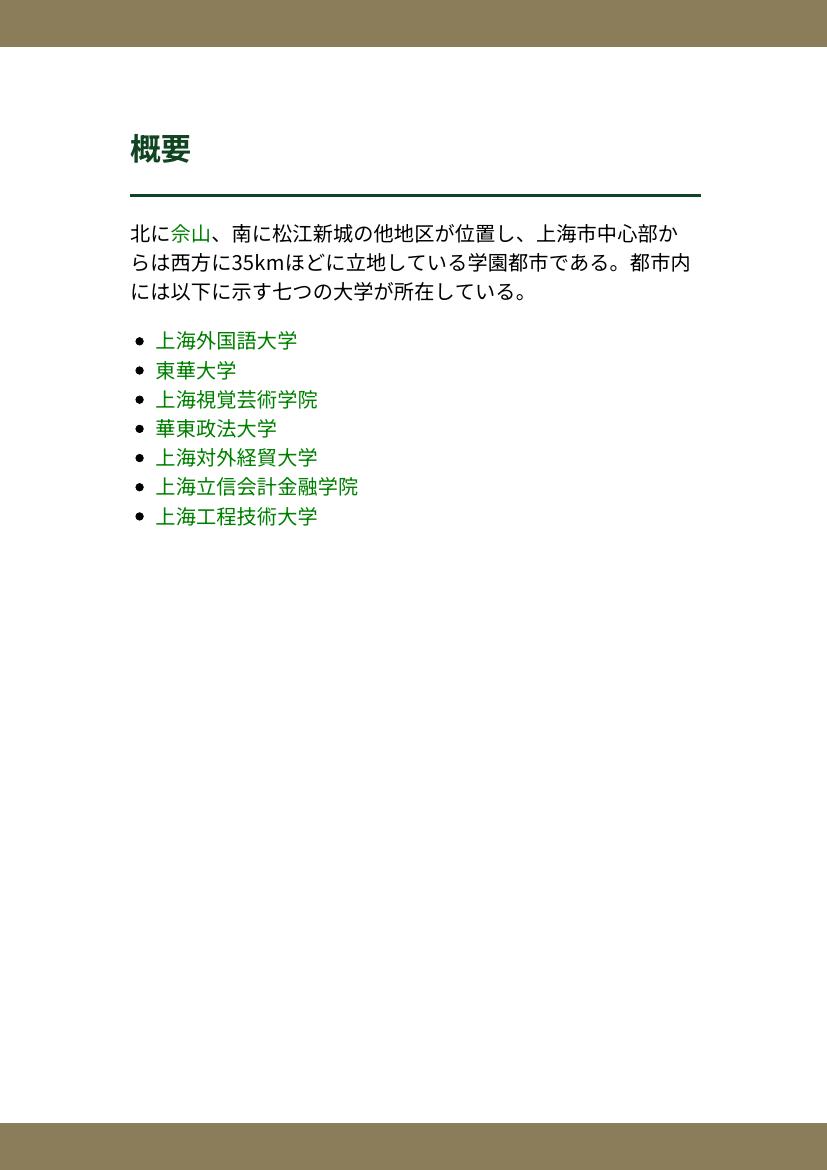 概要
北に佘山、南に松江新城の他地区が位置し、上海市中心部か
らは西方に35kmほどに立地している学園都市である。都市内
には以下に示す七つの大学が所在している。
上海外国語大学
東華大学
上海視覚芸術学院
華東政法大学
上海対外経貿大学
上海立信会計金融学院
上海工程技術大学